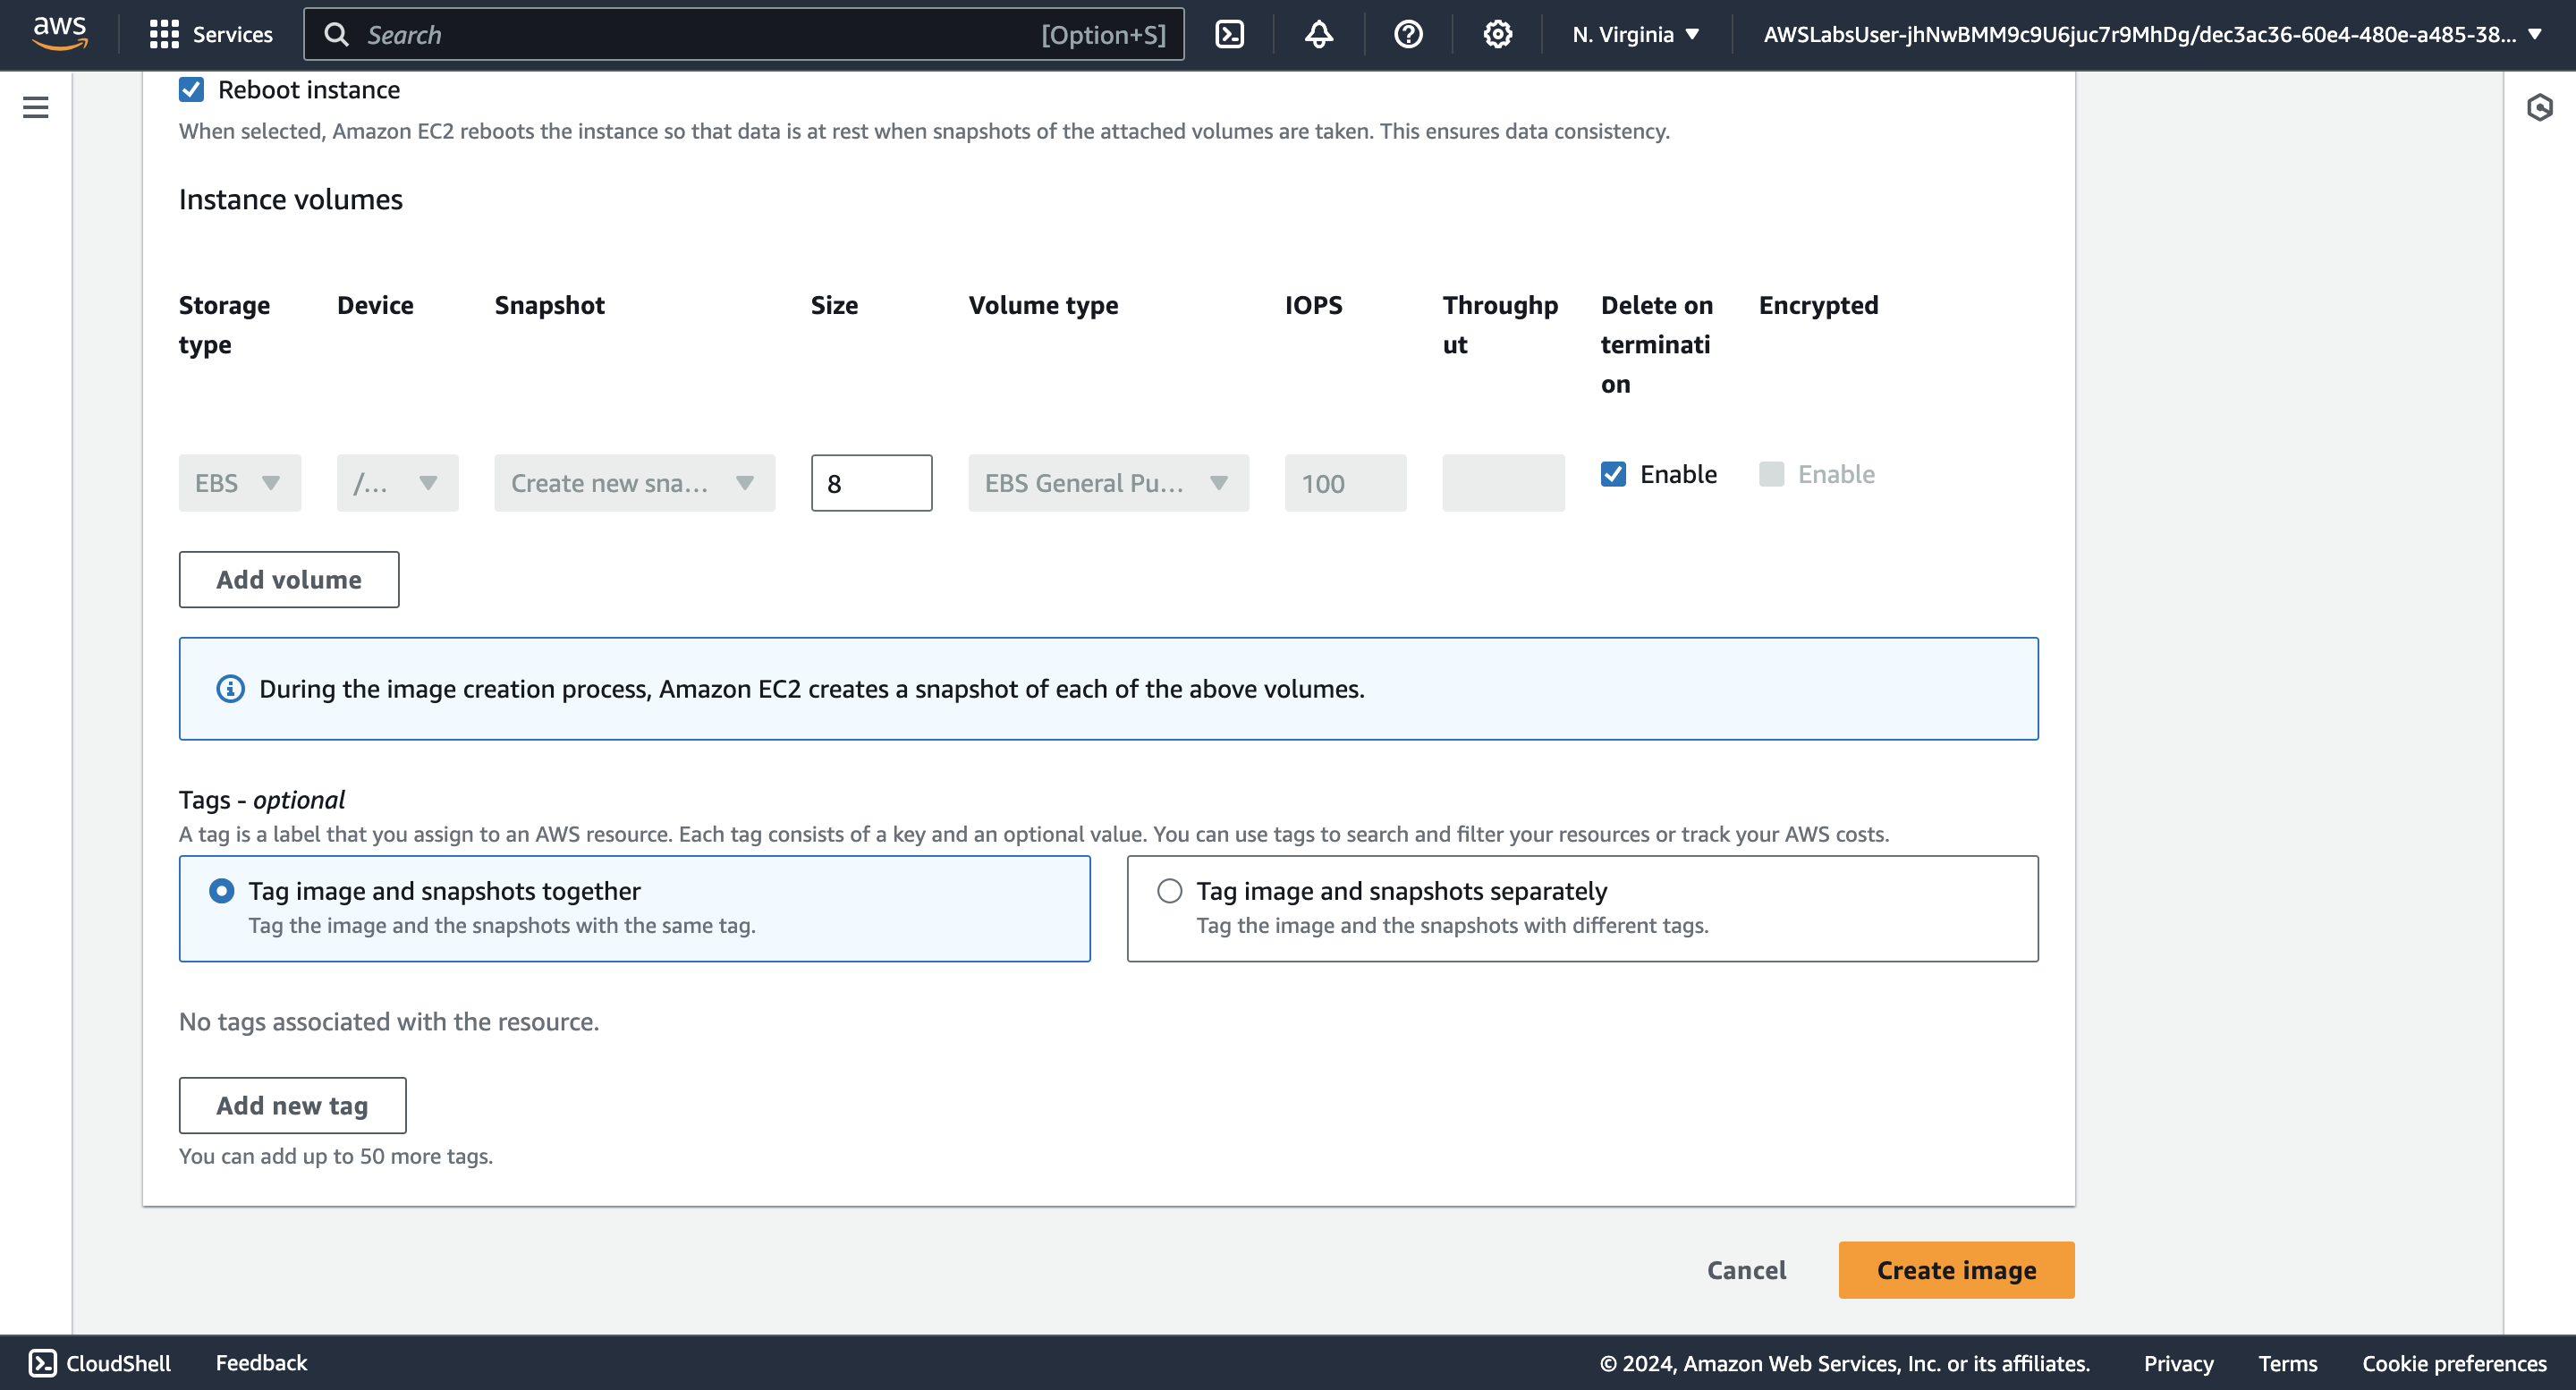 aws
Services
Search
[Option+S]
N. Virginia
AWSLabsUser-jhNwBMM9c9U6juc7r9MhDg/dec3ac36-60e4-480e-a485-38...
Reboot instance
When selected, Amazon EC2 reboots the instance so that data is at rest when snapshots of the attached volumes are taken. This ensures data consistency.
Instance volumes
Storage type
Device
Snapshot
Size
Volume type
IOPS
Throughput
Delete on termination
Encrypted
EBS
/...
Create new sna...
8
EBS General Pu...
100
Enable
Enable
Add volume
During the image creation process, Amazon EC2 creates a snapshot of each of the above volumes.
Tags - optional
A tag is a label that you assign to an AWS resource. Each tag consists of a key and an optional value. You can use tags to search and filter your resources or track your AWS costs.
Tag image and snapshots together
Tag the image and the snapshots with the same tag.
Tag image and snapshots separately
Tag the image and the snapshots with different tags.
No tags associated with the resource.
Add new tag
You can add up to 50 more tags.
Cancel
Create image
CloudShell
Feedback
© 2024, Amazon Web Services, Inc. or its affiliates.
Privacy
Terms
Cookie preferences